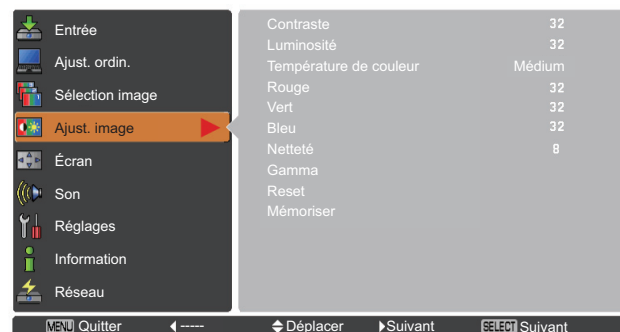 Entrée
Ajust. ordin.
Sélection image
Ajust. image
Écran
Son
Réglages
Information
Réseau
Contraste 32
Luminosité 32
Température de couleur Médium
Rouge 32
Vert 32
Bleu 32
Netteté 8
Gamma
Reset
Mémoriser
MENU Quitter ----- Déplacer Suivant SELECT Suivant